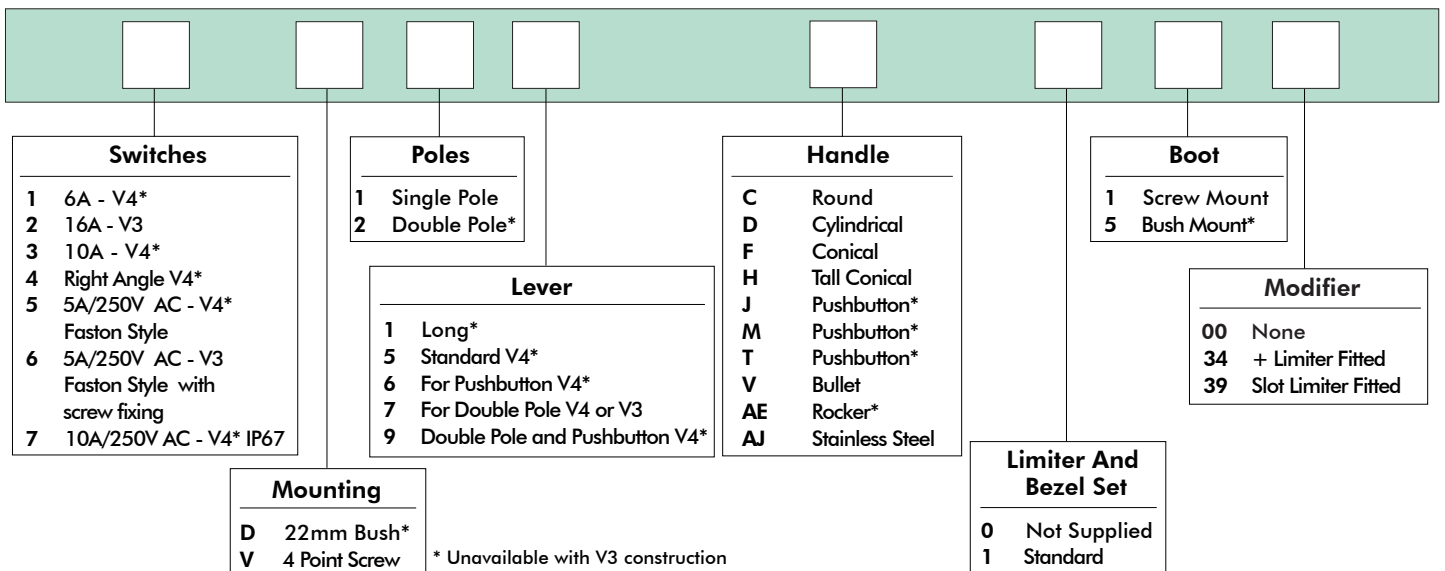 Switches
1 6A - V4*
2 16A - V3
3 10A - V4*
4 Right Angle V4*
5 5A/250V AC - V4*
Faston Style
6 5A/250V AC - V3
Faston Style with
screw fixing
7 10A/250V AC - V4* IP67
Mounting
D 22mm Bush*
V 4 Point Screw
* Unavailable with V3 construction
Poles
1 Single Pole
2 Double Pole*
Lever
1 Long*
5 Standard V4*
6 For Pushbutton V4*
7 For Double Pole V4 or V3
9 Double Pole and Pushbutton V4*
Handle
C Round
D Cylindrical
F Conical
H Tall Conical
J Pushbutton*
M Pushbutton*
T Pushbutton*
V Bullet
AE Rocker*
AJ Stainless Steel
Limiter And
Bezel Set
0 Not Supplied
1 Standard
Boot
1 Screw Mount
5 Bush Mount*
Modifier
00 None
34 + Limiter Fitted
39 Slot Limiter Fitted